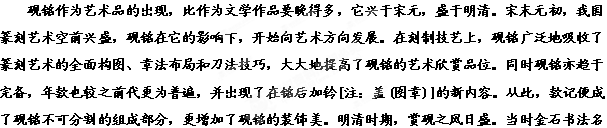 砚铭作为艺术品的出现，比作为文学作品要晚得多，它兴于宋元，盛于明清。宋末元初，我国
篆刻艺术空前兴盛，砚铭在它的影响下，开始向艺术方向发展。在刻制技艺上，砚铭广泛地吸收了
篆刻艺术的全面构图、章法布局和刀法技巧，大大地提高了砚铭的艺术欣赏品位。同时砚铭亦趋于
完备，年款也较之前代更为普遍，并出现了在铭后加钤[注：盖(图章)]的新内容。从此，款记便成
了砚铭不可分割的组成部分，更增加了砚铭的装饰美。明清时期，赏砚之风日盛。当时金石书法名